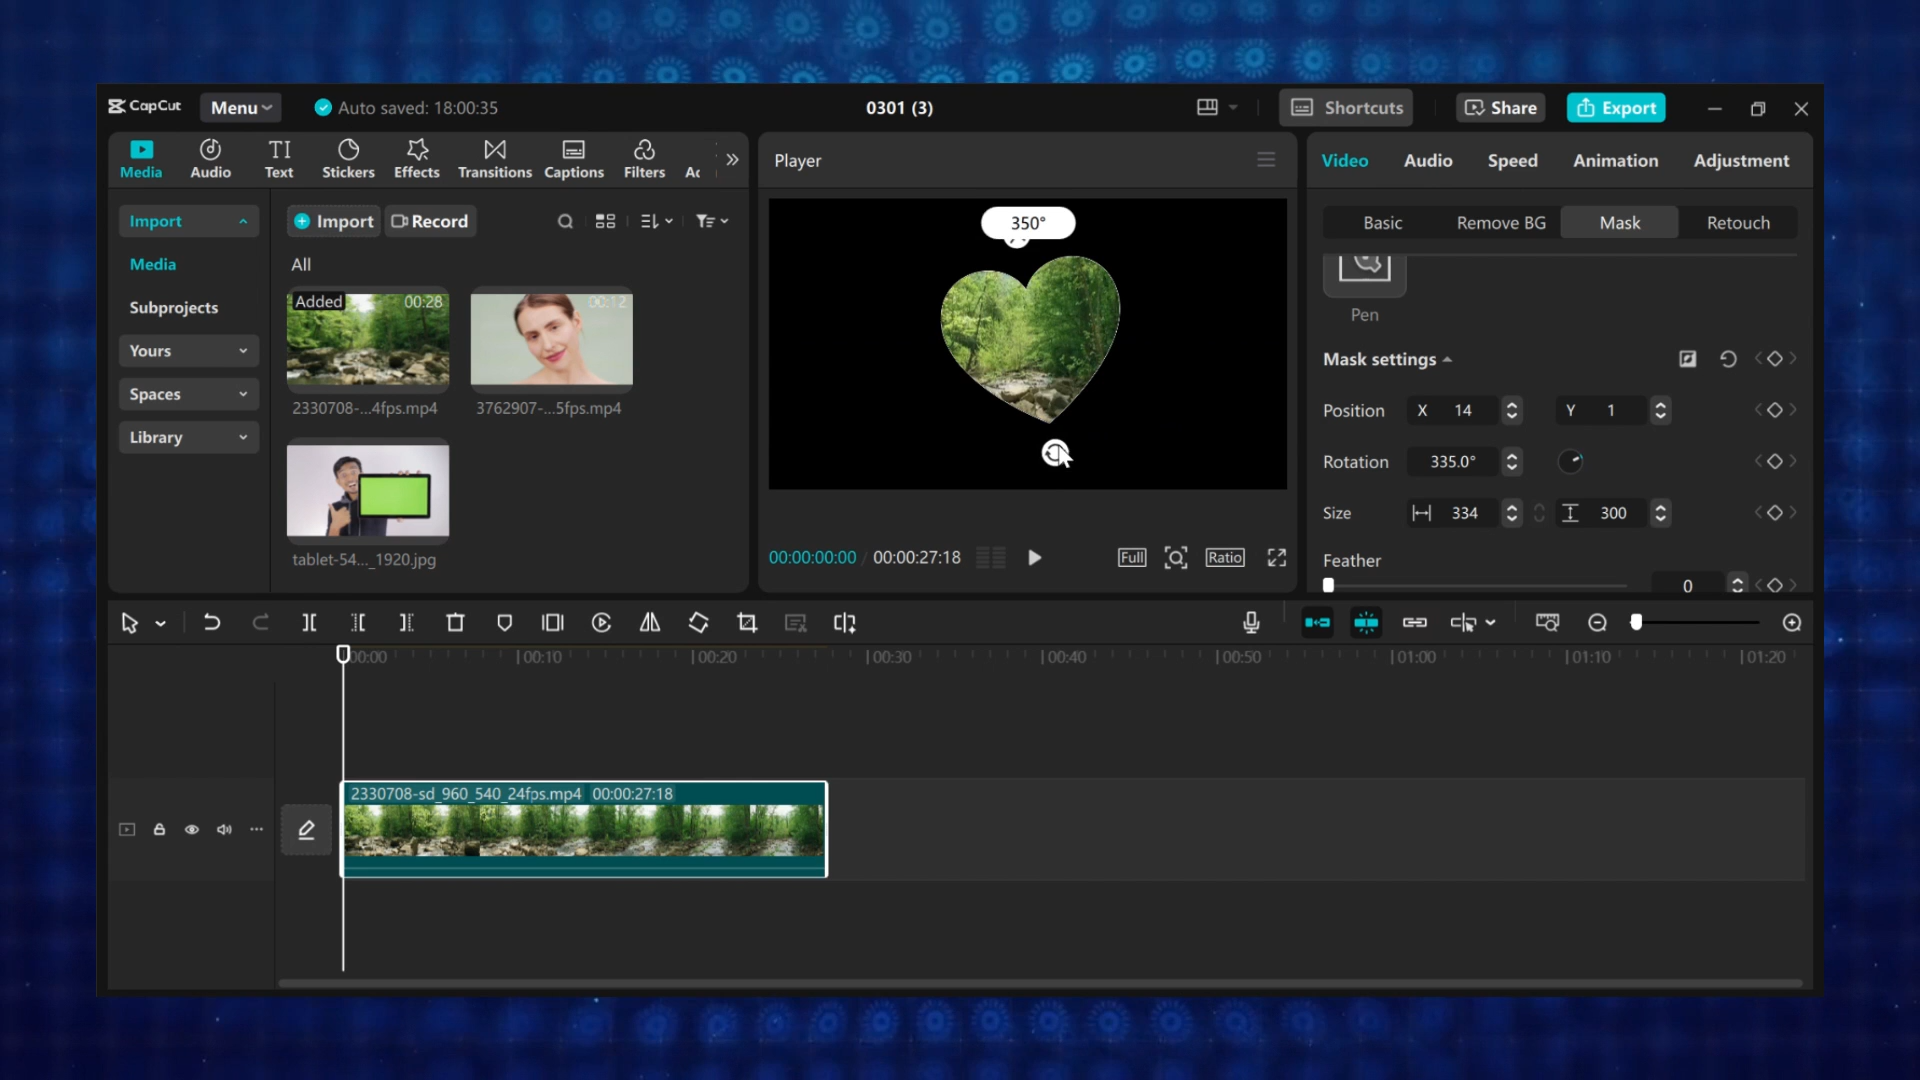 CapCut Menu Auto saved: 18:00:35 0301 (3) Shortcuts Share Export
Media Audio Text Stickers Effects Transitions Captions Filters Ac
Player
Video Audio Speed Animation Adjustment
Import
Media
Subprojects
Yours
Spaces
Library
Import Record
All
Added 00:28
00:12
2330708-...4fps.mp4 3762907-...5fps.mp4
tablet-54..._1920.jpg
350°
00:00:00:00 / 00:00:27:18 Full Ratio
Basic Remove BG Mask Retouch
Pen
Mask settings
Position X 14 Y 1
Rotation 335.0°
Size 334 300
Feather
0
00:00 00:10 00:20 00:30 00:40 00:50 01:00 01:10 01:20
2330708-sd_960_540_24fps.mp4 00:00:27:18